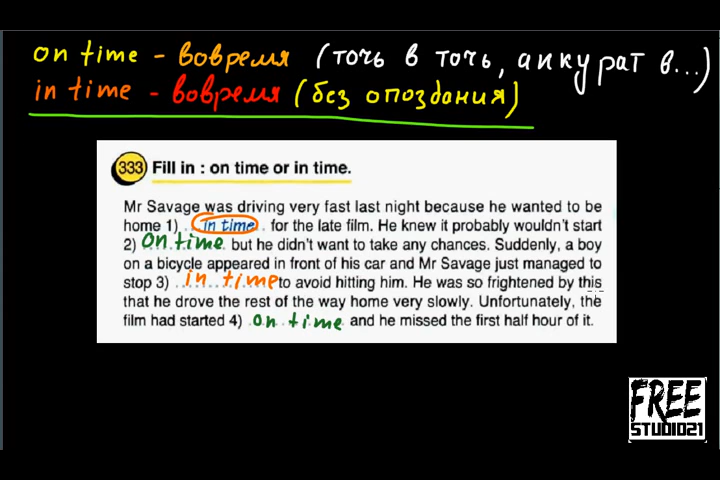 on time - вовремя (точь в точь, аккурат в...)
in time - вовремя (без опоздания)
333 Fill in : on time or in time.
Mr Savage was driving very fast last night because he wanted to be
home 1) . in time . for the late film. He knew it probably wouldn't start
2) on time but he didn't want to take any chances. Suddenly, a boy
on a bicycle appeared in front of his car and Mr Savage just managed to
stop 3) in time to avoid hitting him. He was so frightened by this
that he drove the rest of the way home very slowly. Unfortunately, the
film had started 4) on time and he missed the first half hour of it.
FREE
STUDIO21